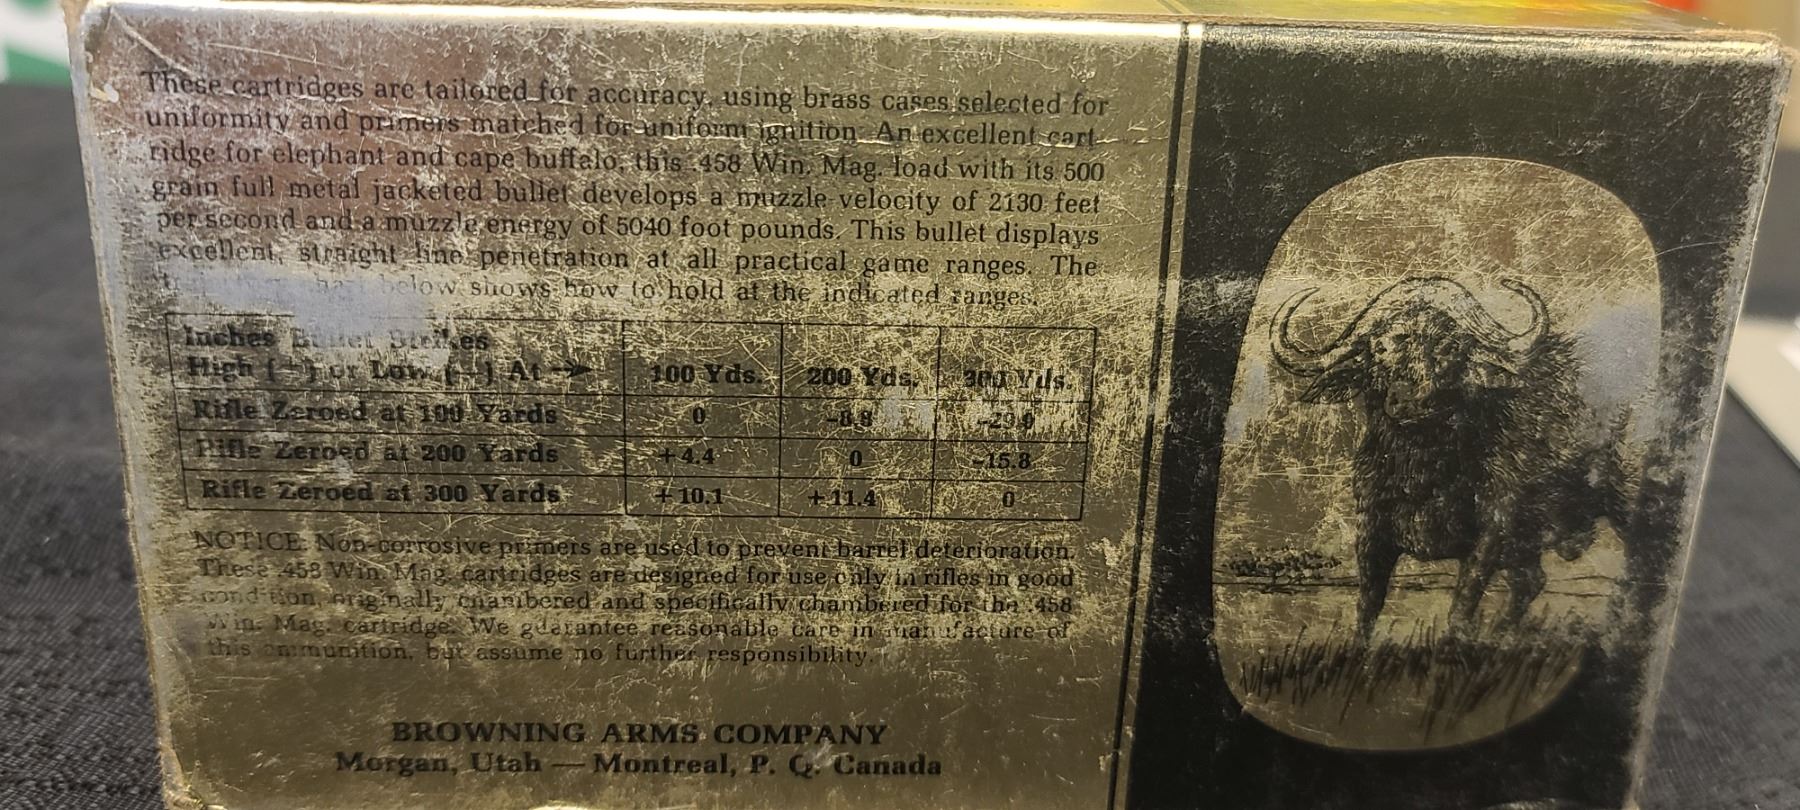 These cartridges are tailored for accuracy, using brass cases selected for
uniformity and primers matched for uniform ignition. An excellent cart-
ridge for elephant and cape buffalo, this .458 Win. Mag. load with its 500
grain full metal jacketed bullet develops a muzzle velocity of 2130 feet
per second and a muzzle energy of 5040 foot pounds. This bullet displays
excellent, straight line penetration at all practical game ranges. The
below shows how to hold at the indicated ranges.
Inches Bullet Strikes
High (+) or Low (-) At → 100 Yds. 200 Yds. 300 Yds.
Rifle Zeroed at 100 Yards 0 -8.8
Rifle Zeroed at 200 Yards +4.4 0 -15.8
Rifle Zeroed at 300 Yards +10.1 +11.4 0
NOTICE: Non-corrosive primers are used to prevent barrel deterioration.
These .458 Win. Mag. cartridges are designed for use only in rifles in good
condition, originally chambered and specifically chambered for the .458
Win. Mag. cartridge. We guarantee reasonable care in manufacture of
this ammunition, but assume no further responsibility.
BROWNING ARMS COMPANY
Morgan, Utah — Montreal, P. Q. Canada